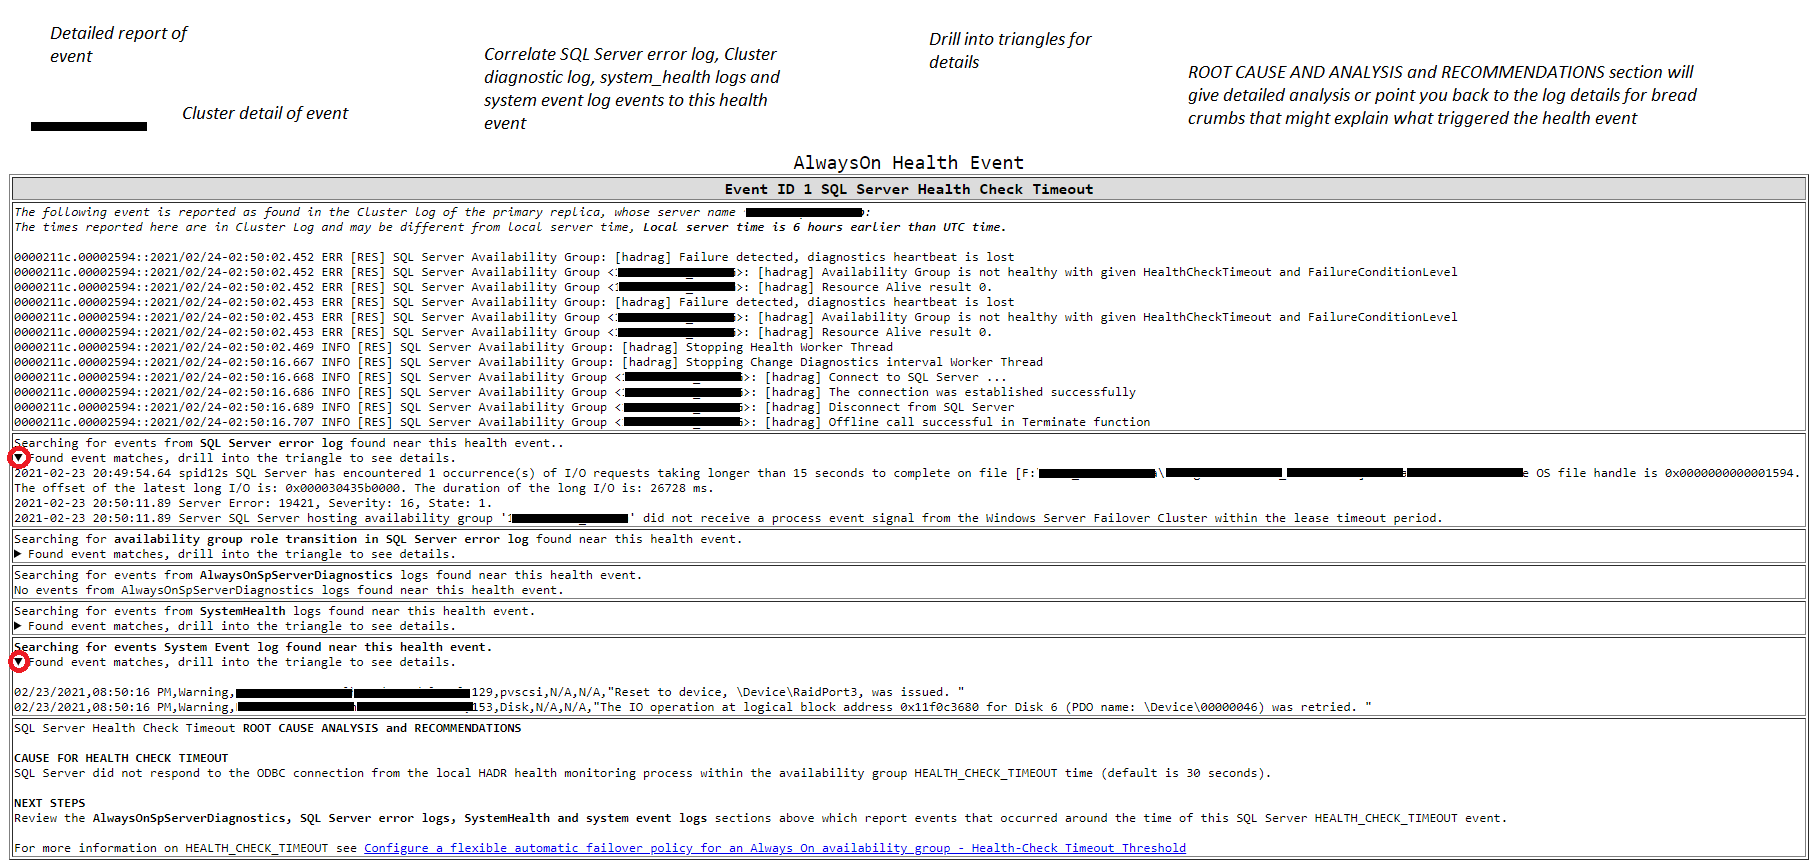 Detailed report of
event
Cluster detail of event
Correlate SQL Server error log, Cluster
diagnostic log, system_health logs and
system event log events to this health
event
Drill into triangles for
details
ROOT CAUSE AND ANALYSIS and RECOMMENDATIONS section will
give detailed analysis or point you back to the log details for bread
crumbs that might explain what triggered the health event
AlwaysOn Health Event
Event ID 1 SQL Server Health Check Timeout
The following event is reported as found in the Cluster log of the primary replica, whose server name :
The times reported here are in Cluster Log and may be different from local server time, Local server time is 6 hours earlier than UTC time.
0000211c.00002594::2021/02/24-02:50:02.452 ERR [RES] SQL Server Availability Group: [hadrag] Failure detected, diagnostics heartbeat is lost
0000211c.00002594::2021/02/24-02:50:02.452 ERR [RES] SQL Server Availability Group < >: [hadrag] Availability Group is not healthy with given HealthCheckTimeout and FailureConditionLevel
0000211c.00002594::2021/02/24-02:50:02.452 ERR [RES] SQL Server Availability Group < >: [hadrag] Resource Alive result 0.
0000211c.00002594::2021/02/24-02:50:02.453 ERR [RES] SQL Server Availability Group: [hadrag] Failure detected, diagnostics heartbeat is lost
0000211c.00002594::2021/02/24-02:50:02.453 ERR [RES] SQL Server Availability Group < >: [hadrag] Availability Group is not healthy with given HealthCheckTimeout and FailureConditionLevel
0000211c.00002594::2021/02/24-02:50:02.453 ERR [RES] SQL Server Availability Group < >: [hadrag] Resource Alive result 0.
0000211c.00002594::2021/02/24-02:50:02.469 INFO [RES] SQL Server Availability Group: [hadrag] Stopping Health Worker Thread
0000211c.00002594::2021/02/24-02:50:16.667 INFO [RES] SQL Server Availability Group: [hadrag] Stopping Change Diagnostics interval Worker Thread
0000211c.00002594::2021/02/24-02:50:16.668 INFO [RES] SQL Server Availability Group < >: [hadrag] Connect to SQL Server ...
0000211c.00002594::2021/02/24-02:50:16.686 INFO [RES] SQL Server Availability Group < >: [hadrag] The connection was established successfully
0000211c.00002594::2021/02/24-02:50:16.689 INFO [RES] SQL Server Availability Group < >: [hadrag] Disconnect from SQL Server
0000211c.00002594::2021/02/24-02:50:16.707 INFO [RES] SQL Server Availability Group < >: [hadrag] Offline call successful in Terminate function
Searching for events from SQL Server error log found near this health event..
▼ Found event matches, drill into the triangle to see details.
2021-02-23 20:49:54.64 spid12s SQL Server has encountered 1 occurrence(s) of I/O requests taking longer than 15 seconds to complete on file [F: \ OS file handle is 0x0000000000001594.
The offset of the latest long I/O is: 0x000030435b0000. The duration of the long I/O is: 26728 ms.
2021-02-23 20:50:11.89 Server Error: 19421, Severity: 16, State: 1.
2021-02-23 20:50:11.89 Server SQL Server hosting availability group ' ' did not receive a process event signal from the Windows Server Failover Cluster within the lease timeout period.
Searching for availability group role transition in SQL Server error log found near this health event.
▶ Found event matches, drill into the triangle to see details.
Searching for events from AlwaysOnSpServerDiagnostics logs found near this health event.
No events from AlwaysOnSpServerDiagnostics logs found near this health event.
Searching for events from SystemHealth logs found near this health event.
▶ Found event matches, drill into the triangle to see details.
Searching for events System Event log found near this health event.
▼ Found event matches, drill into the triangle to see details.
02/23/2021,08:50:16 PM,Warning, 129,pvscsi,N/A,N/A,"Reset to device, \Device\RaidPort3, was issued. "
02/23/2021,08:50:16 PM,Warning, 153,Disk,N/A,N/A,"The IO operation at logical block address 0x11f0c3680 for Disk 6 (PDO name: \Device\00000046) was retried. "
SQL Server Health Check Timeout ROOT CAUSE ANALYSIS and RECOMMENDATIONS
CAUSE FOR HEALTH CHECK TIMEOUT
SQL Server did not respond to the ODBC connection from the local HADR health monitoring process within the availability group HEALTH_CHECK_TIMEOUT time (default is 30 seconds).
NEXT STEPS
Review the AlwaysOnSpServerDiagnostics, SQL Server error logs, SystemHealth and system event logs sections above which report events that occurred around the time of this SQL Server HEALTH_CHECK_TIMEOUT event.
For more information on HEALTH_CHECK_TIMEOUT see Configure a flexible automatic failover policy for an Always On availability group - Health-Check Timeout Threshold